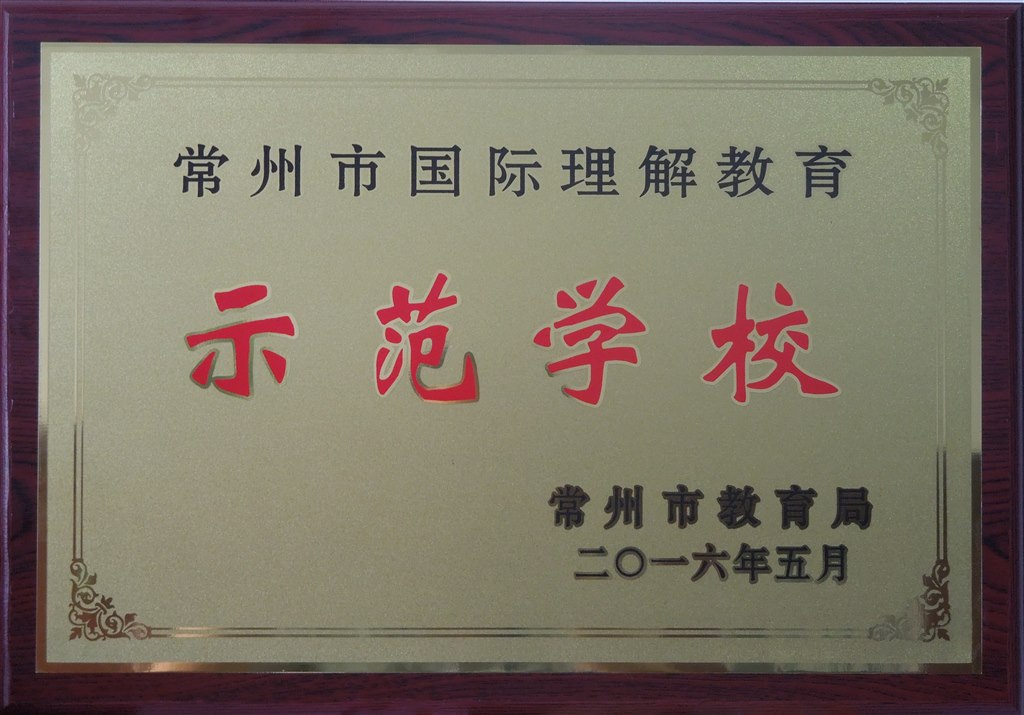 常州市国际理解教育
示范学校
常州市教育局
二〇一六年五月